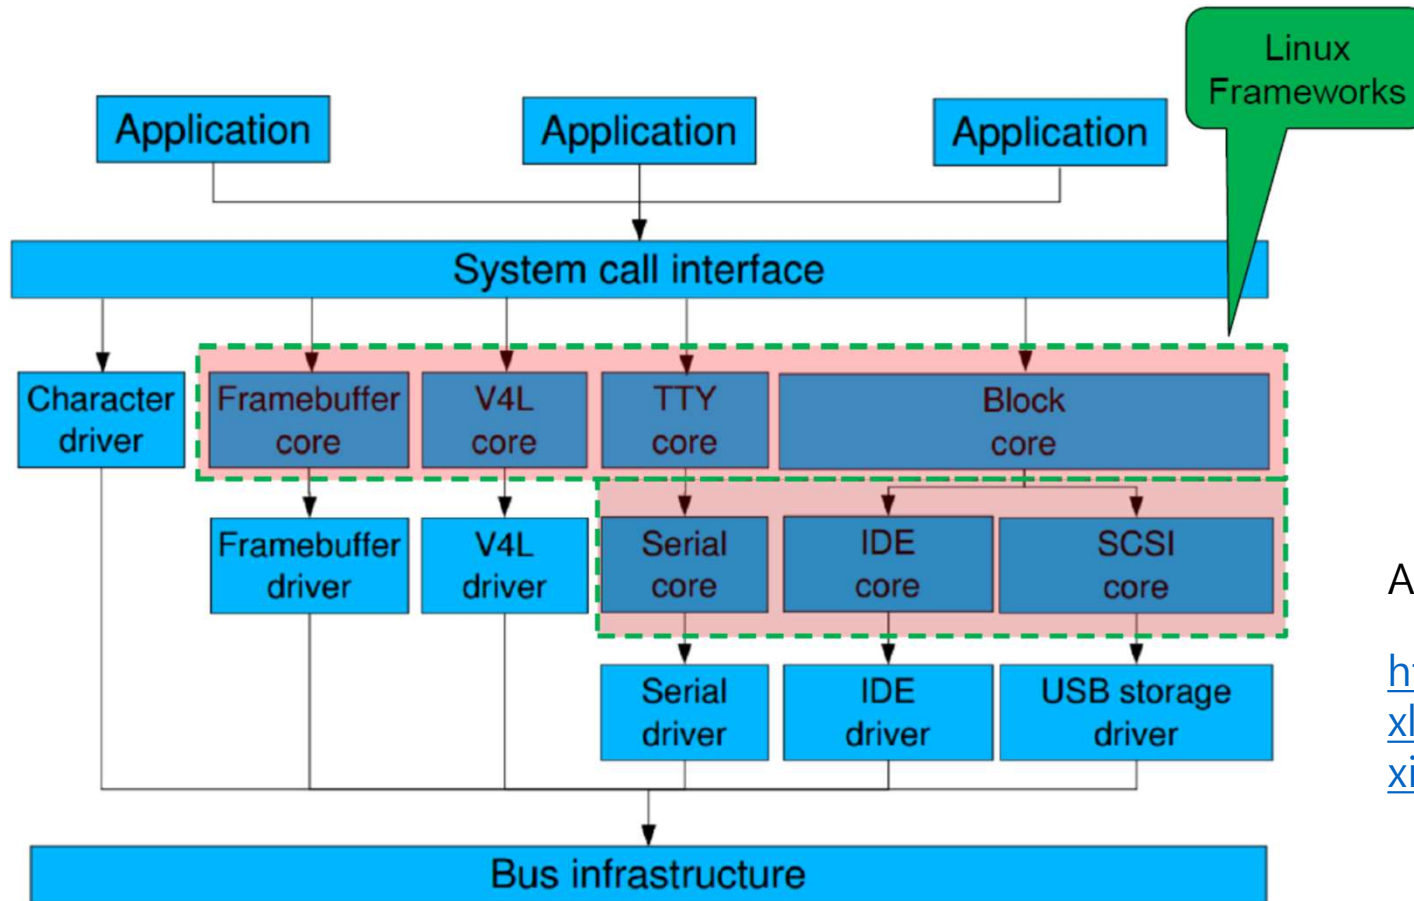 Linux
Frameworks
Application
Application
Application
System call interface
Character
driver
Framebuffer
core
V4L
core
TTY
core
Block
core
Framebuffer
driver
V4L
driver
Serial
core
IDE
core
SCSI
core
Serial
driver
IDE
driver
USB storage
driver
Bus infrastructure
A